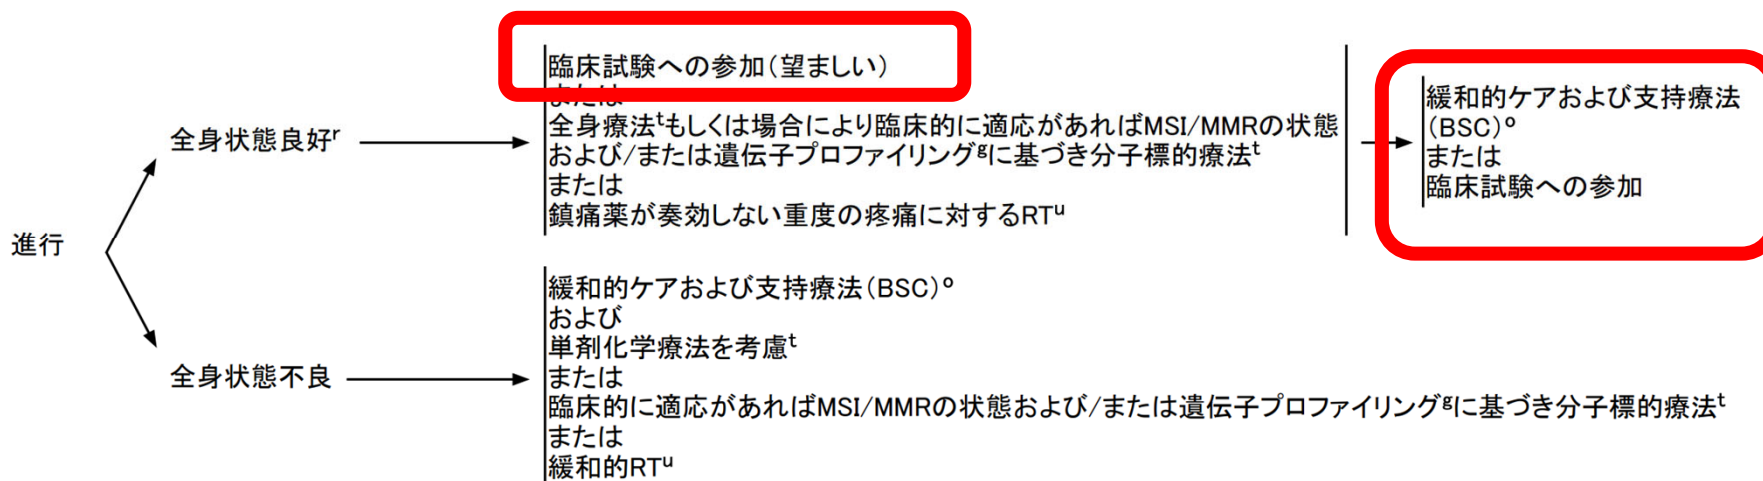 進行
全身状態良好r
臨床試験への参加（望ましい）
または
全身療法tもしくは場合により臨床的に適応があればMSI/MMRの状態
および/または遺伝子プロファイリングgに基づき分子標的療法t
または
鎮痛薬が奏効しない重度の疼痛に対するRTu
緩和的ケアおよび支持療法
（BSC）o
または
臨床試験への参加
全身状態不良
緩和的ケアおよび支持療法（BSC）o
および
単剤化学療法を考慮t
または
臨床的に適応があればMSI/MMRの状態および/または遺伝子プロファイリングgに基づき分子標的療法t
または
緩和的RTu